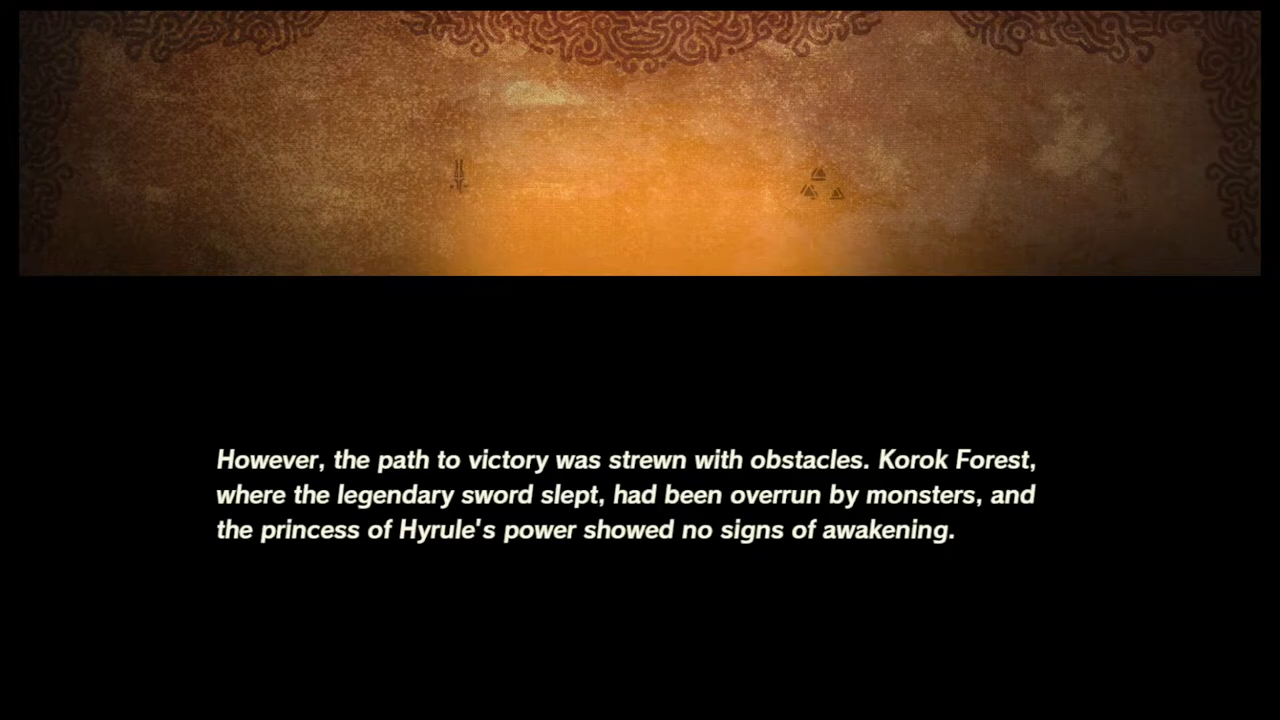 However, the path to victory was strewn with obstacles. Korok Forest,
where the legendary sword slept, had been overrun by monsters, and
the princess of Hyrule's power showed no signs of awakening.